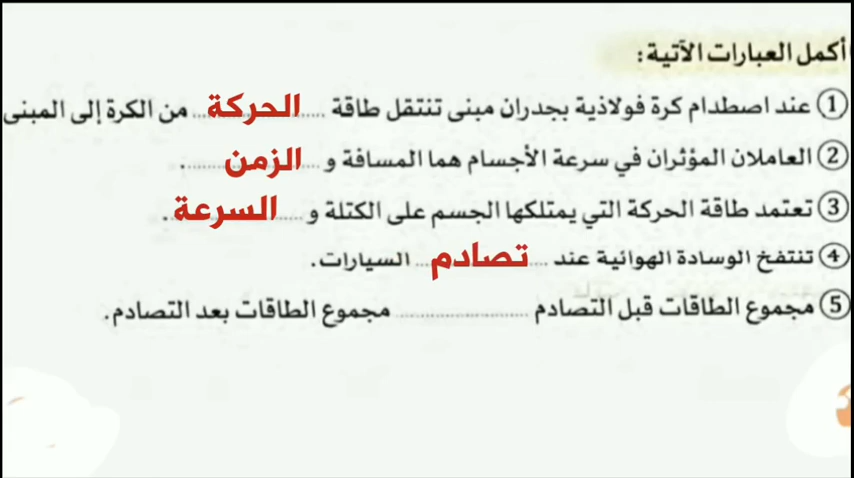 أكمل العبارات الآتية:
① عند اصطدام كرة فولاذية بجدران مبنى تنتقل طاقة ...الحركة... من الكرة إلى المبنى
② العاملان المؤثران في سرعة الأجسام هما المسافة و ...الزمن... .
③ تعتمد طاقة الحركة التي يمتلكها الجسم على الكتلة و ...السرعة... .
④ تنتفخ الوسادة الهوائية عند ...تصادم... السيارات.
⑤ مجموع الطاقات قبل التصادم .................... مجموع الطاقات بعد التصادم.